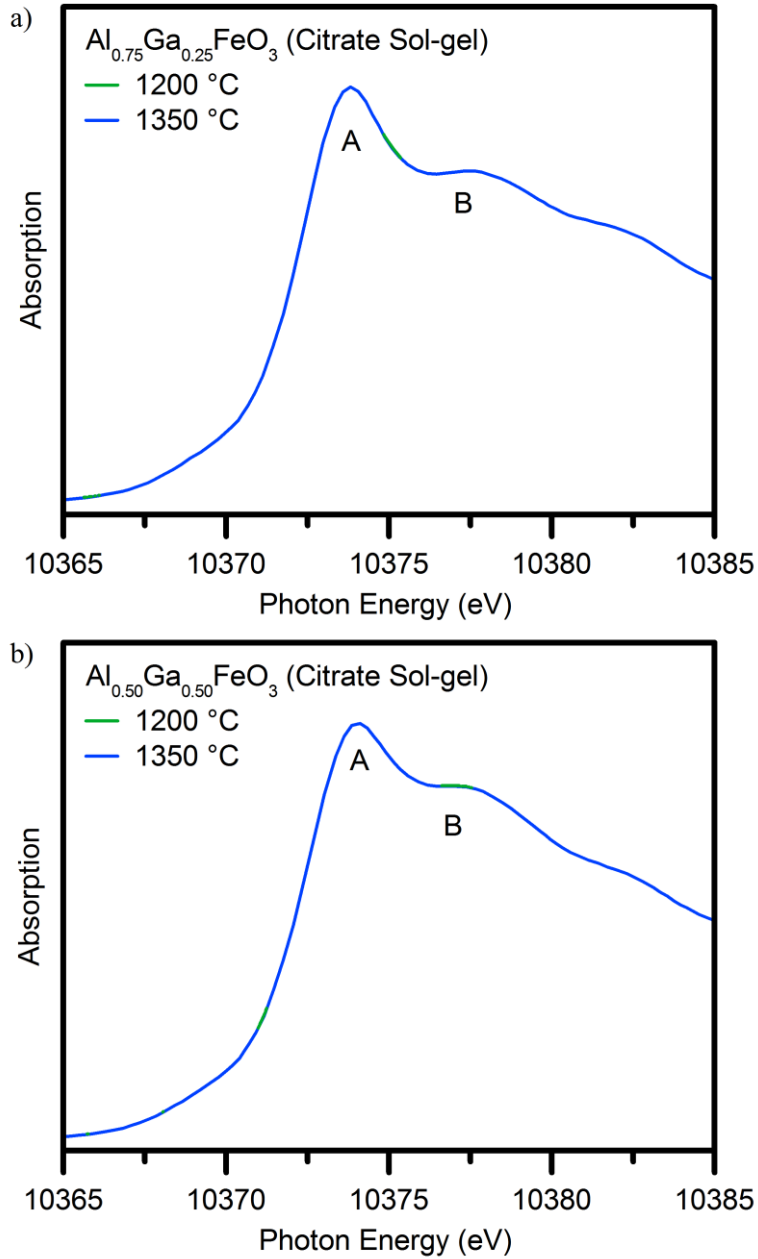 a)
Al₀.₇₅Ga₀.₂₅FeO₃ (Citrate Sol-gel)
1200 °C
1350 °C
A
B
Absorption
10365 10370 10375 10380 10385
Photon Energy (eV)
b)
Al₀.₅₀Ga₀.₅₀FeO₃ (Citrate Sol-gel)
1200 °C
1350 °C
A
B
Absorption
10365 10370 10375 10380 10385
Photon Energy (eV)